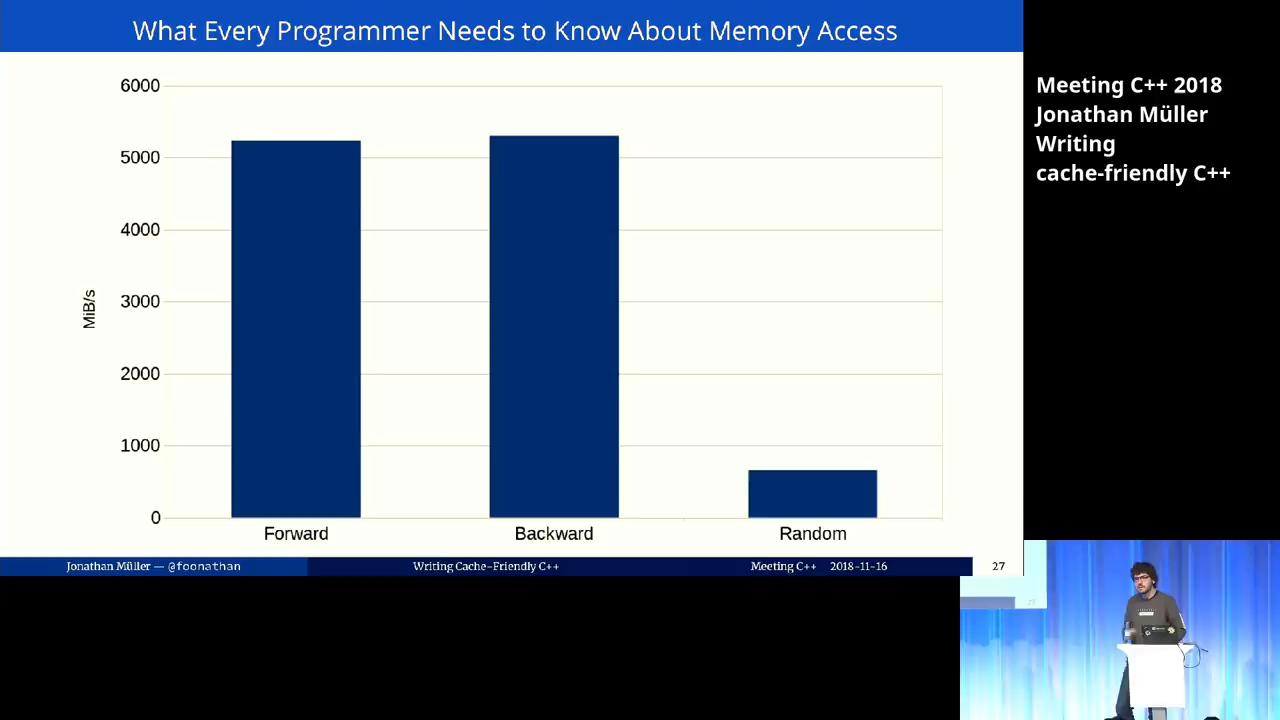 What Every Programmer Needs to Know About Memory Access
Meeting C++ 2018
Jonathan Müller
Writing
cache-friendly C++
6000
5000
4000
3000
2000
1000
0
MiB/s
Forward Backward Random
Jonathan Müller — @foonathan Writing Cache-Friendly C++ Meeting C++ 2018-11-16 27